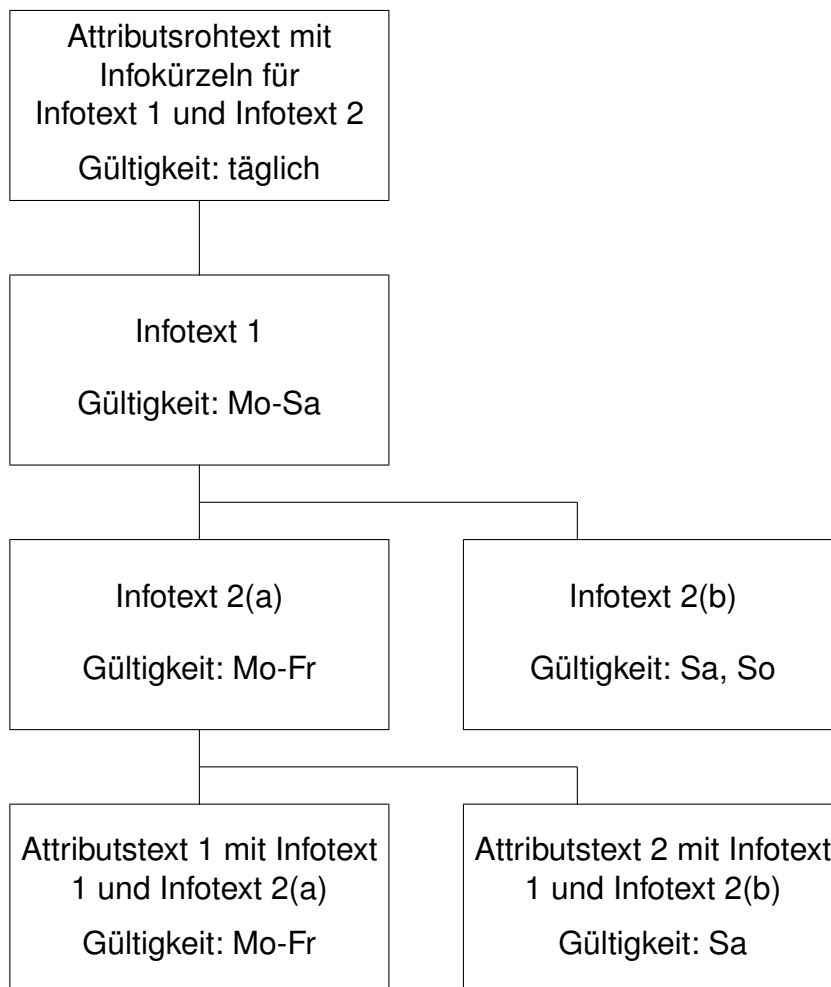 Attributsrohtext mit
Infokürzeln für
Infotext 1 und Infotext 2
Gültigkeit: täglich
Infotext 1
Gültigkeit: Mo-Sa
Infotext 2(a)
Gültigkeit: Mo-Fr
Infotext 2(b)
Gültigkeit: Sa, So
Attributstext 1 mit Infotext
1 und Infotext 2(a)
Gültigkeit: Mo-Fr
Attributstext 2 mit Infotext
1 und Infotext 2(b)
Gültigkeit: Sa